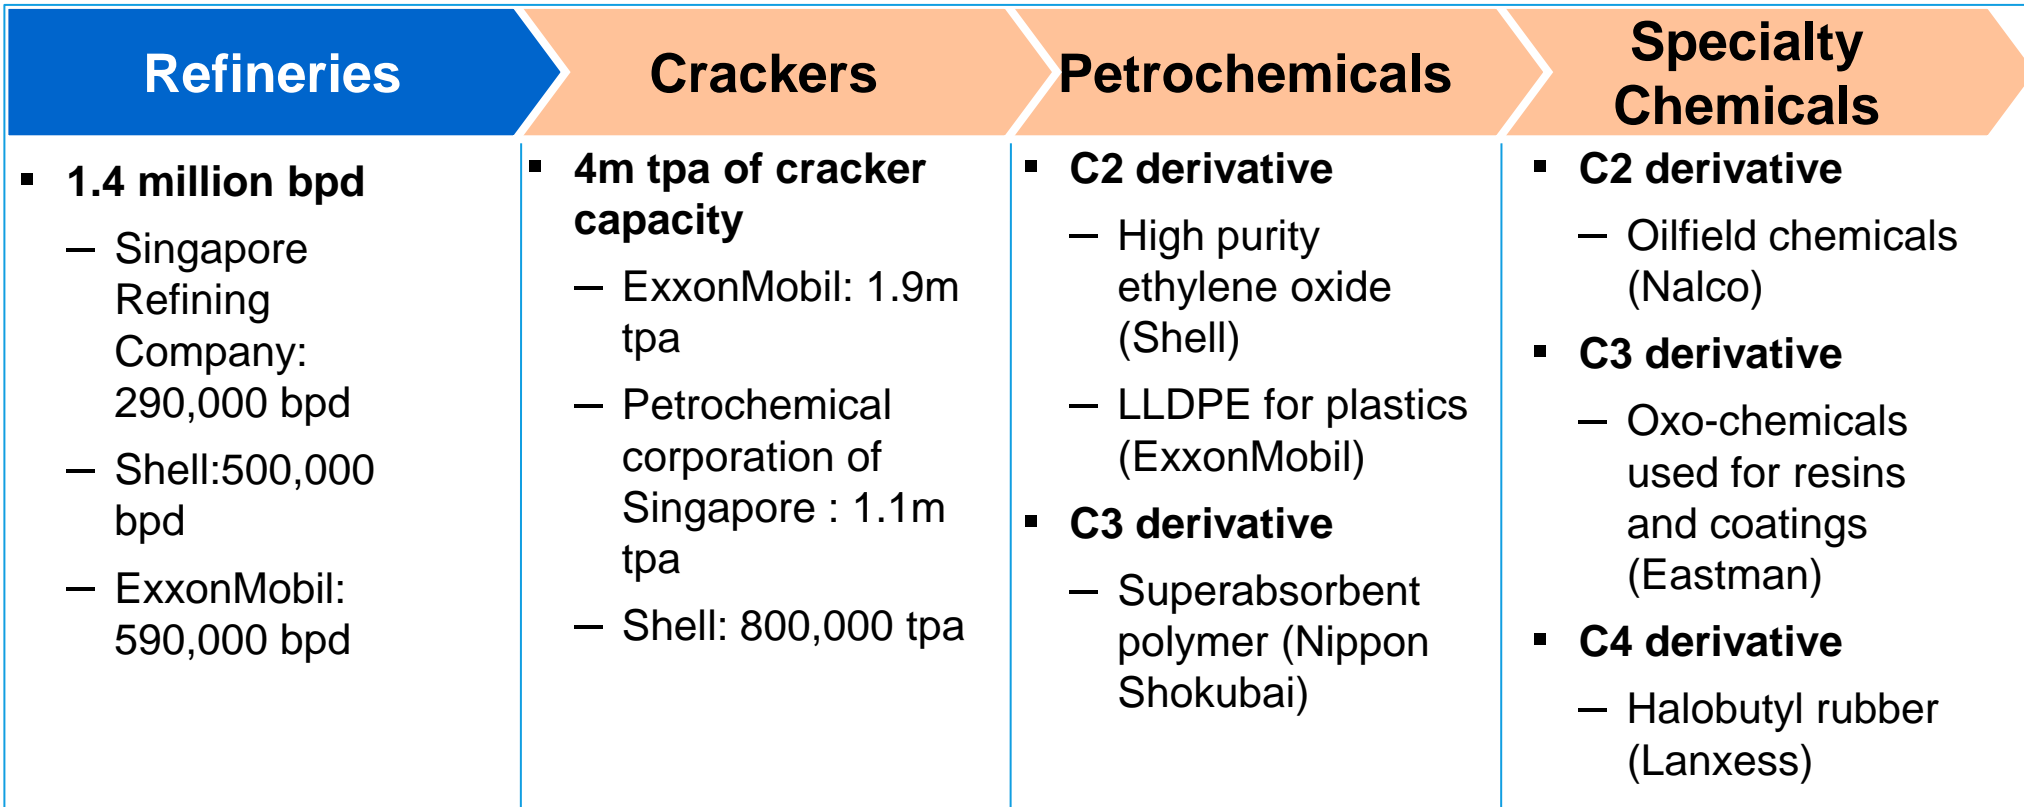 Refineries
Crackers
Petrochemicals
Specialty
Chemicals
▪ 1.4 million bpd
— Singapore
Refining
Company:
290,000 bpd
— Shell:500,000
bpd
— ExxonMobil:
590,000 bpd
▪ 4m tpa of cracker
capacity
— ExxonMobil: 1.9m
tpa
— Petrochemical
corporation of
Singapore : 1.1m
tpa
— Shell: 800,000 tpa
▪ C2 derivative
— High purity
ethylene oxide
(Shell)
— LLDPE for plastics
(ExxonMobil)
▪ C3 derivative
— Superabsorbent
polymer (Nippon
Shokubai)
▪ C2 derivative
— Oilfield chemicals
(Nalco)
▪ C3 derivative
— Oxo-chemicals
used for resins
and coatings
(Eastman)
▪ C4 derivative
— Halobutyl rubber
(Lanxess)